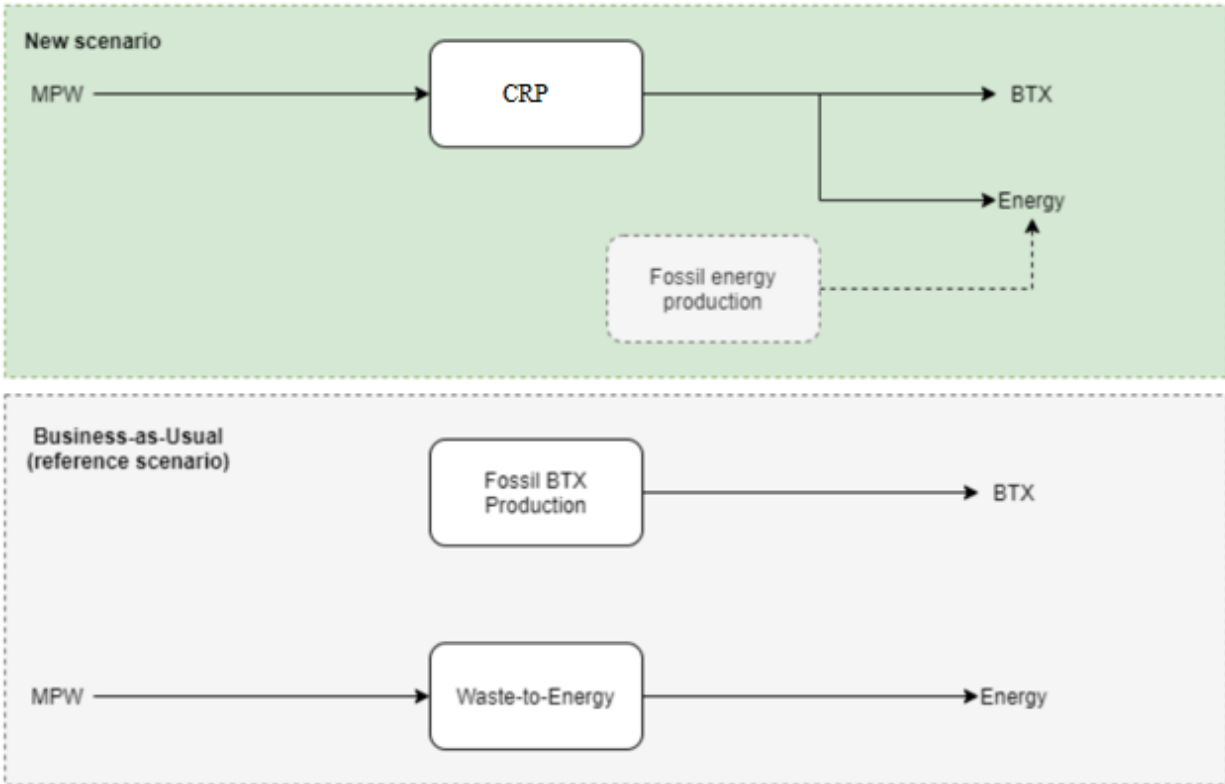 New scenario
MPW
CRP
BTX
Energy
Fossil energy
production
Business-as-Usual
(reference scenario)
Fossil BTX
Production
BTX
MPW
Waste-to-Energy
Energy